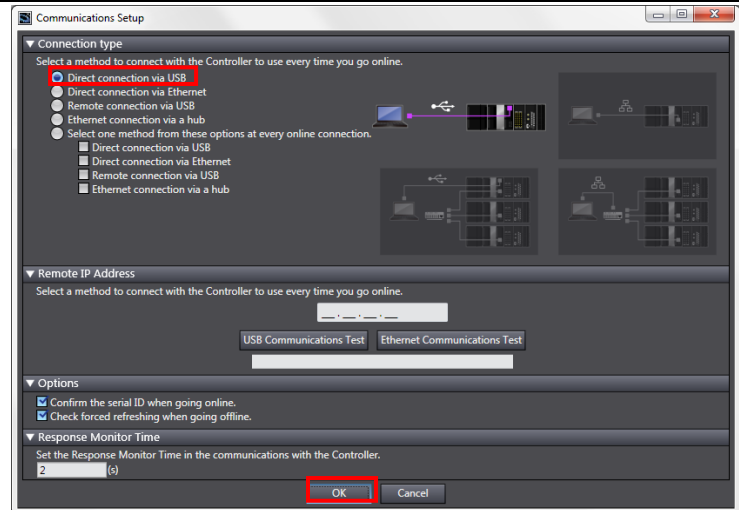 Communications Setup
▼ Connection type
Select a method to connect with the Controller to use every time you go online.
Direct connection via USB
Direct connection via Ethernet
Remote connection via USB
Ethernet connection via a hub
Select one method from these options at every online connection.
Direct connection via USB
Direct connection via Ethernet
Remote connection via USB
Ethernet connection via a hub
▼ Remote IP Address
Select a method to connect with the Controller to use every time you go online.
__.__.__.__
USB Communications Test Ethernet Communications Test
▼ Options
Confirm the serial ID when going online.
Check forced refreshing when going offline.
▼ Response Monitor Time
Set the Response Monitor Time in the communications with the Controller.
2 (s)
OK Cancel